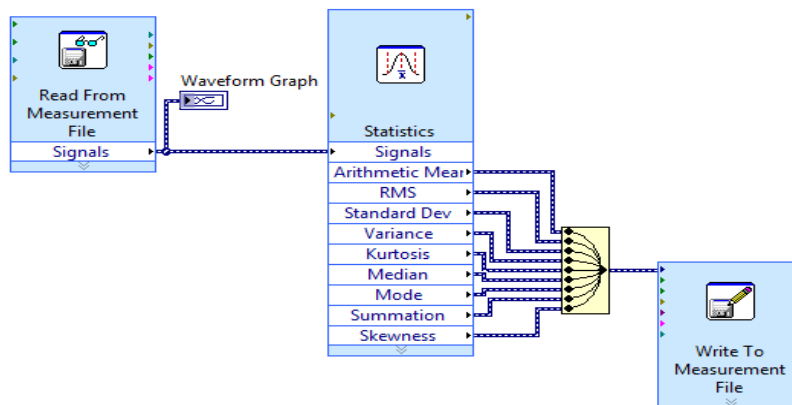 Read From
Measurement
File
Signals
Waveform Graph
Statistics
Signals
Arithmetic Mear
RMS
Standard Dev
Variance
Kurtosis
Median
Mode
Summation
Skewness
Write To
Measurement
File